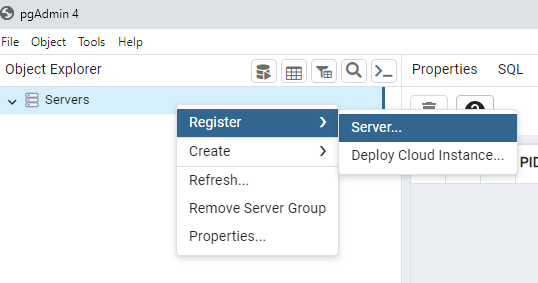 pgAdmin 4
File Object Tools Help
Object Explorer
Properties SQL
Servers
Register
Server...
Create
Deploy Cloud Instance...
PID
Refresh...
Remove Server Group
Properties...